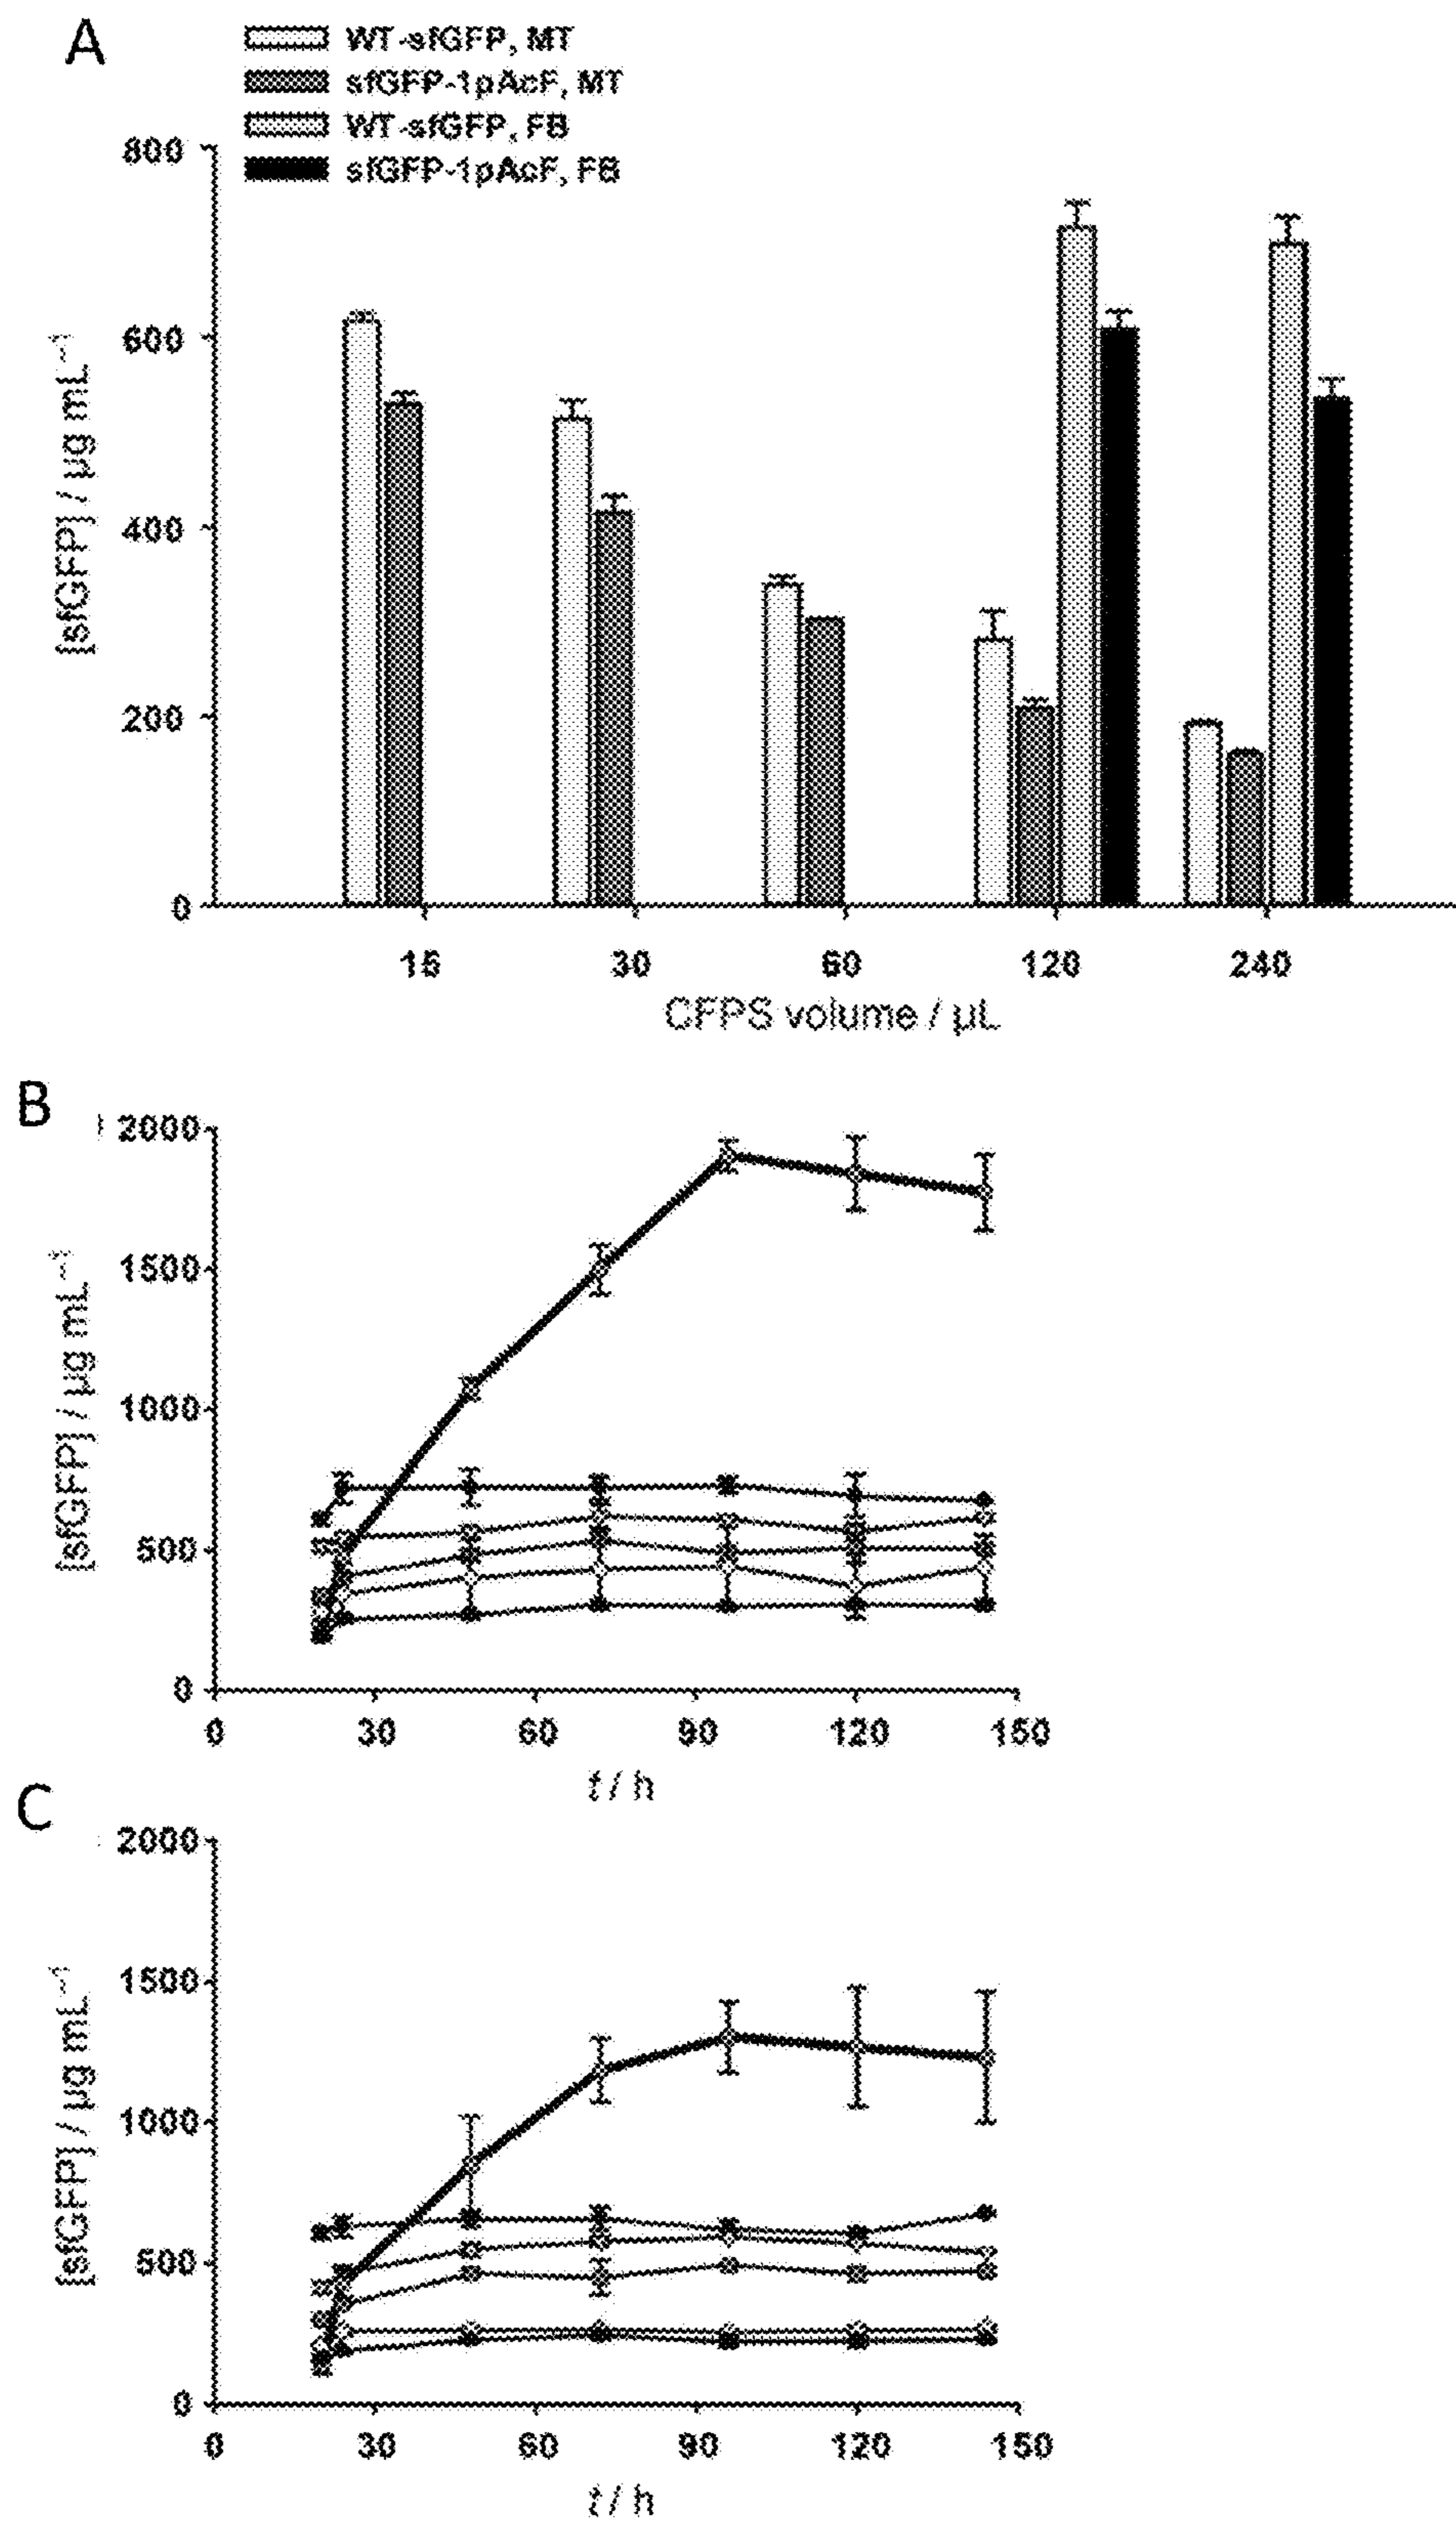 A
WT-sfGFP, MT
sfGFP-1pAcF, MT
WT-sfGFP, FB
sfGFP-1pAcF, FB
800
600
400
200
0
[sfGFP] / µg mL⁻¹
15 30 60 120 240
CFPS volume / µL
B
2000
1500
1000
500
0
[sfGFP] / µg mL⁻¹
0 30 60 90 120 150
t / h
C
2000
1500
1000
500
0
[sfGFP] / µg mL⁻¹
0 30 60 90 120 150
t / h